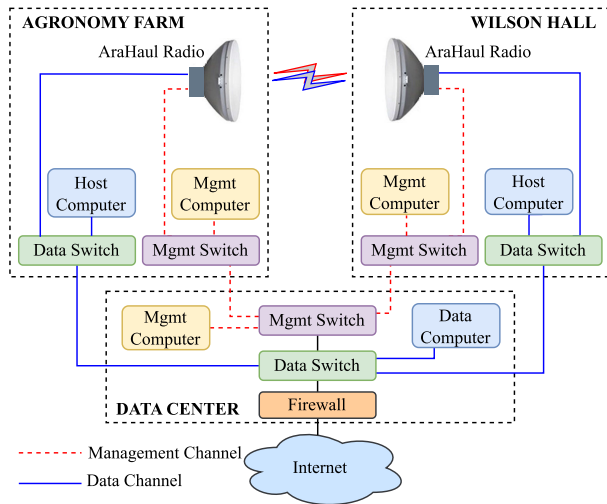 AGRONOMY FARM
WILSON HALL
AraHaul Radio
AraHaul Radio
Host
Computer
Mgmt
Computer
Mgmt
Computer
Host
Computer
Data Switch
Mgmt Switch
Mgmt Switch
Data Switch
Mgmt
Computer
Mgmt Switch
Data
Computer
Data Switch
DATA CENTER
Firewall
Management Channel
Data Channel
Internet